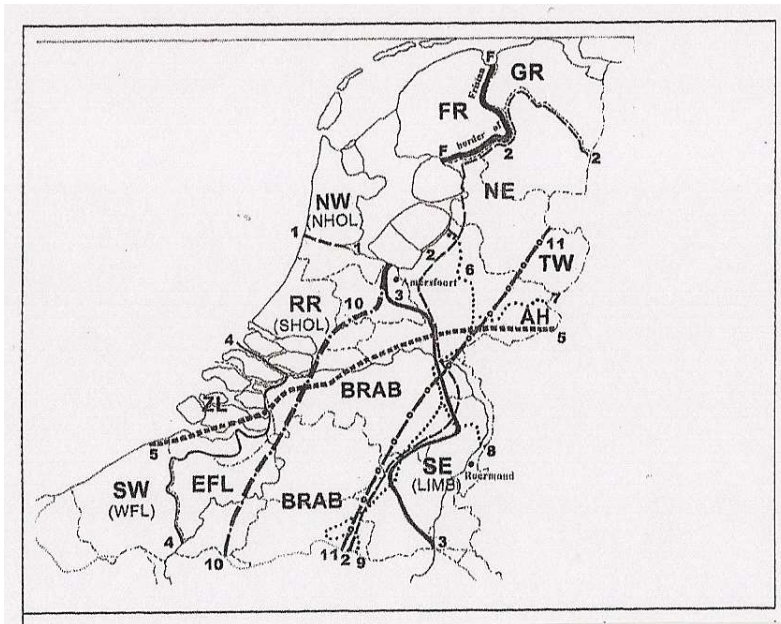 F
GR
Frisian
FR
border of
F
2
2
NW
(NHOL
NE
1
1
2
11
6
TW
Amersfoort
3
RR
(SHOL)
10
7
AH
5
4
BRAB
ZL
5
8
SE
(LIMB)
Roermond
SW
(WFL)
EFL
BRAB
4
10
11 2 9
3